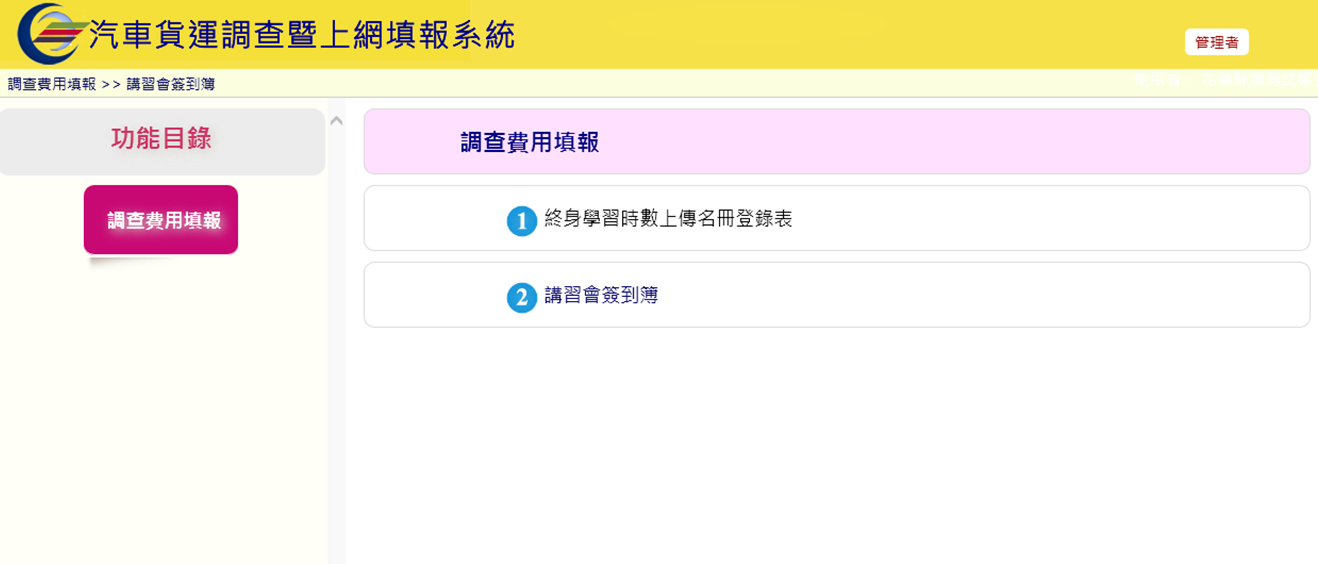 汽車貨運調查暨上網填報系統
管理者
調查費用填報 >> 講習會簽到簿
功能目錄
調查費用填報
調查費用填報
1 終身學習時數上傳名冊登錄表
2 講習會簽到簿